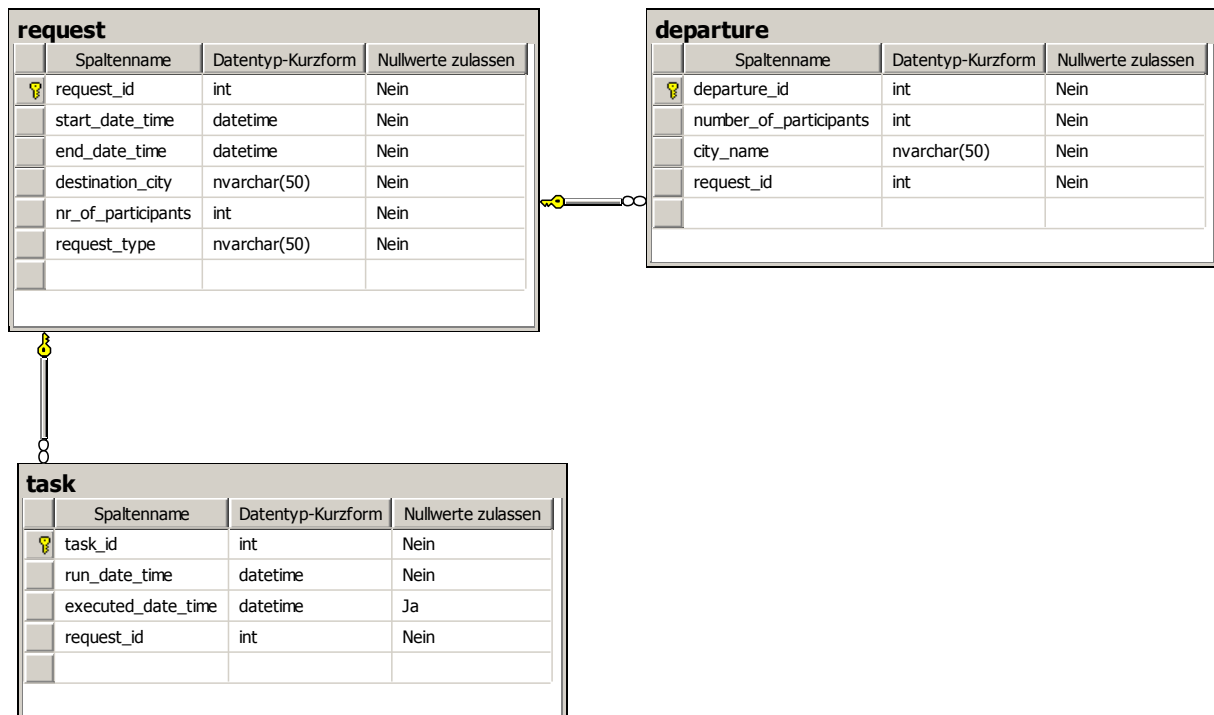 request
Spaltenname Datentyp-Kurzform Nullwerte zulassen
request_id int Nein
start_date_time datetime Nein
end_date_time datetime Nein
destination_city nvarchar(50) Nein
nr_of_participants int Nein
request_type nvarchar(50) Nein
departure
Spaltenname Datentyp-Kurzform Nullwerte zulassen
departure_id int Nein
number_of_participants int Nein
city_name nvarchar(50) Nein
request_id int Nein
task
Spaltenname Datentyp-Kurzform Nullwerte zulassen
task_id int Nein
run_date_time datetime Nein
executed_date_time datetime Ja
request_id int Nein